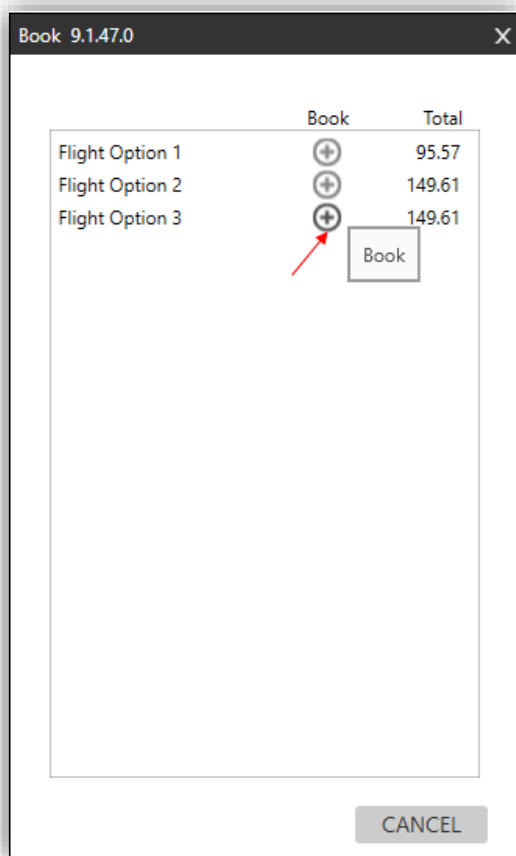 Book 9.1.47.0 X
Book Total
Flight Option 1 95.57
Flight Option 2 149.61
Flight Option 3 149.61
Book
CANCEL